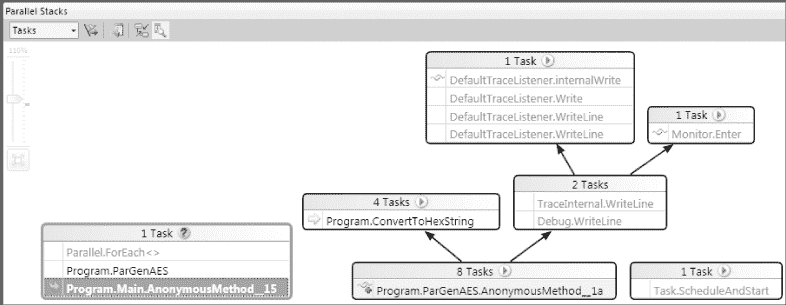 Parallel Stacks
Tasks
110%
1 Task
DefaultTraceListener.internalWrite
DefaultTraceListener.Write
DefaultTraceListener.WriteLine
DefaultTraceListener.WriteLine
1 Task
Monitor.Enter
4 Tasks
Program.ConvertToHexString
2 Tasks
TraceInternal.WriteLine
Debug.WriteLine
1 Task ?
Parallel.ForEach<>
Program.ParGenAES
Program.Main.AnonymousMethod__15
8 Tasks
Program.ParGenAES.AnonymousMethod__1a
1 Task
Task.ScheduleAndStart